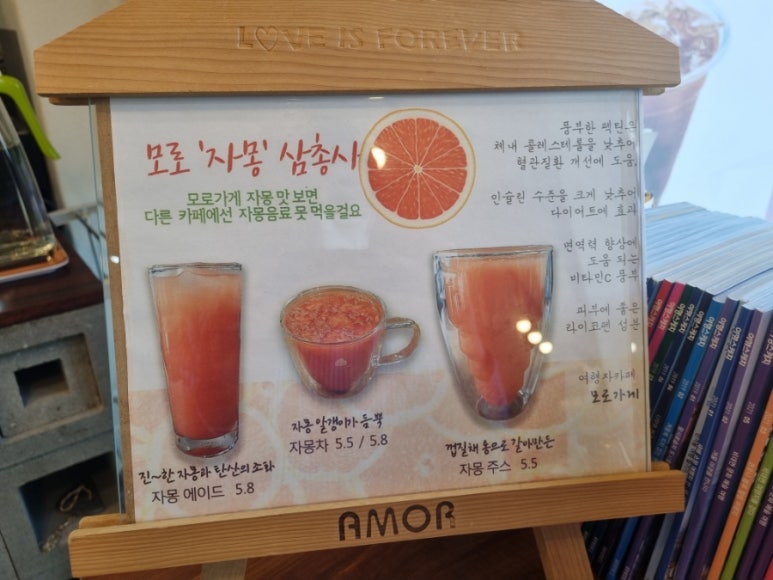 LOVE IS FOREVER
모로 '자몽' 삼총사
모로가게 자몽 맛 보면
다른 카페에선 자몽음료 못 먹을걸요
풍부한 펙틴은
체내 콜레스테롤을 낮추어
혈관질환 개선에 도움,
인슐린 수준을 크게 낮추어
다이어트에 효과
면역력 향상에
도움 되는
비타민C 풍부
피부에 좋은
라이코펜 성분
여행자카페
모로가게
진~한 자몽과 탄산의 조화
자몽 에이드 5.8
자몽 알갱이가 듬뿍
자몽차 5.5 / 5.8
껍질채 통으로 갈아만든
자몽 주스 5.5
AMOR